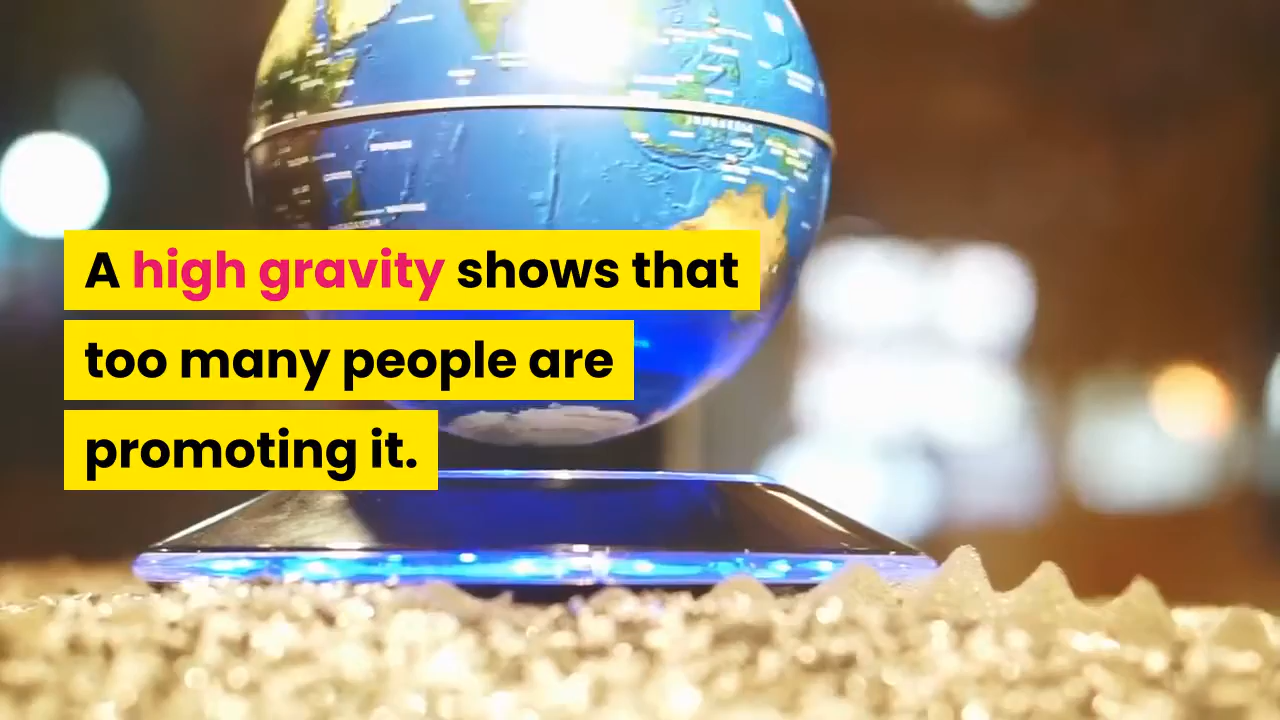 A high gravity shows that
too many people are
promoting it.